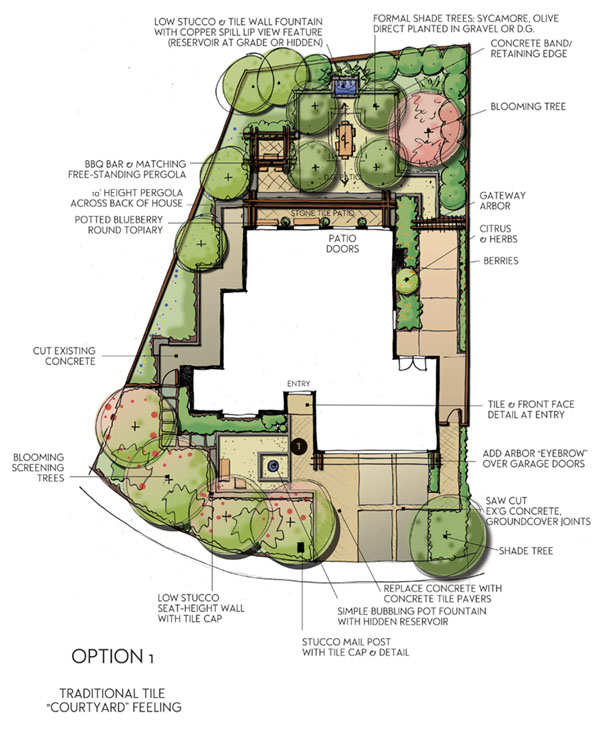 LOW STUCCO & TILE WALL FOUNTAIN
WITH COPPER SPILL LIP VIEW FEATURE
(RESERVOIR AT GRADE OR HIDDEN)
FORMAL SHADE TREES: SYCAMORE, OLIVE
DIRECT PLANTED IN GRAVEL OR D.G.
CONCRETE BAND/
RETAINING EDGE
BLOOMING TREE
BBQ BAR & MATCHING
FREE-STANDING PERGOLA
D.G. PATIO
10' HEIGHT PERGOLA
ACROSS BACK OF HOUSE
GATEWAY
ARBOR
STONE TILE PATIO
POTTED BLUEBERRY
ROUND TOPIARY
PATIO
DOORS
CITRUS
& HERBS
BERRIES
CUT EXISTING
CONCRETE
ENTRY
TILE & FRONT FACE
DETAIL AT ENTRY
1
BLOOMING
SCREENING
TREES
ADD ARBOR "EYEBROW"
OVER GARAGE DOORS
SAW CUT
EX'G CONCRETE,
GROUNDCOVER JOINTS
SHADE TREE
LOW STUCCO
SEAT-HEIGHT WALL
WITH TILE CAP
REPLACE CONCRETE WITH
CONCRETE TILE PAVERS
SIMPLE BUBBLING POT FOUNTAIN
WITH HIDDEN RESERVOIR
STUCCO MAIL POST
WITH TILE CAP & DETAIL
OPTION 1
TRADITIONAL TILE
"COURTYARD" FEELING